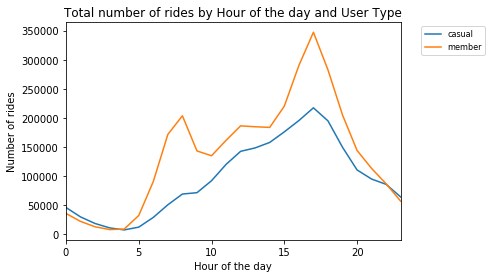 Total number of rides by Hour of the day and User Type
350000
300000
250000
200000
150000
100000
50000
0
Number of rides
0 5 10 15 20
Hour of the day
casual
member